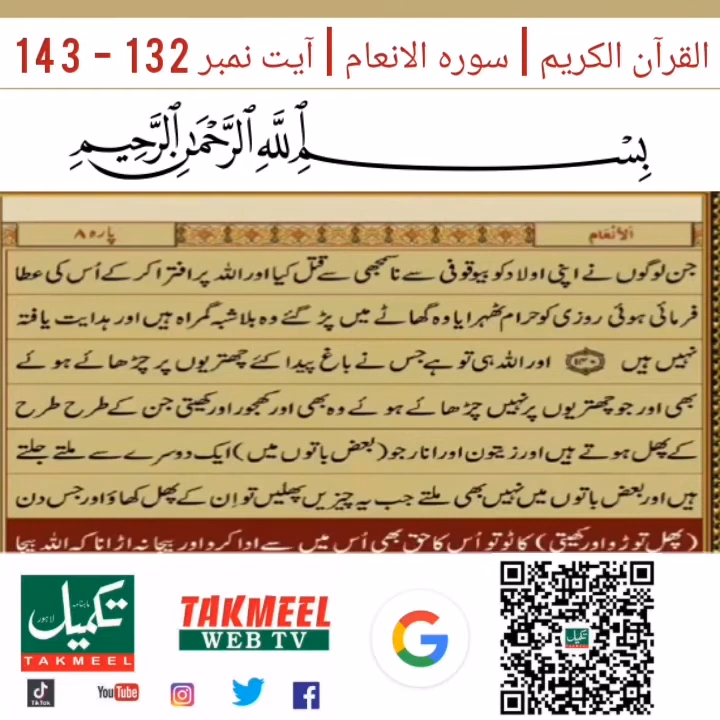 القرآن الکریم | سورہ الانعام | آیت نمبر 132 - 143
بِسْمِ اللهِ الرَّحْمٰنِ الرَّحِيمِ
الانعام
پارہ ۸
جن لوگوں نے اپنی اولاد کو بیوقوفی سے ناسمجھی سے قتل کیا اور اللہ پر افترا کر کے اُس کی عطا
فرمائی ہوئی روزی کو حرام ٹھہرایا وہ گھاٹے میں پڑ گئے وہ بلاشبہ گمراہ ہیں اور ہدایت یافتہ
نہیں ہیں ۱۴۰ اور اللہ ہی تو ہے جس نے باغ پیدا کئے چھتریوں پر چڑھائے ہوئے
بھی اور جو چھتریوں پر نہیں چڑھائے ہوئے وہ بھی اور کھجور اور کھیتی جن کے طرح طرح
کے پھل ہوتے ہیں اور زیتون اور انار جو (بعض باتوں میں) ایک دوسرے سے ملتے جلتے
ہیں اور بعض باتوں میں نہیں بھی ملتے جب یہ چیزیں پھلیں تو اِن کے پھل کھاؤ اور جس دن
(پھل توڑو اور کھیتی) کاٹو تو اُس کا حق بھی اُس میں سے ادا کرو اور بیجا نہ اڑانا کہ اللہ بیجا
ماہنامہ
تکمیل
لاہور
TAKMEEL
TAKMEEL
WEB TV
G
تکمیل
TikTok
YouTube